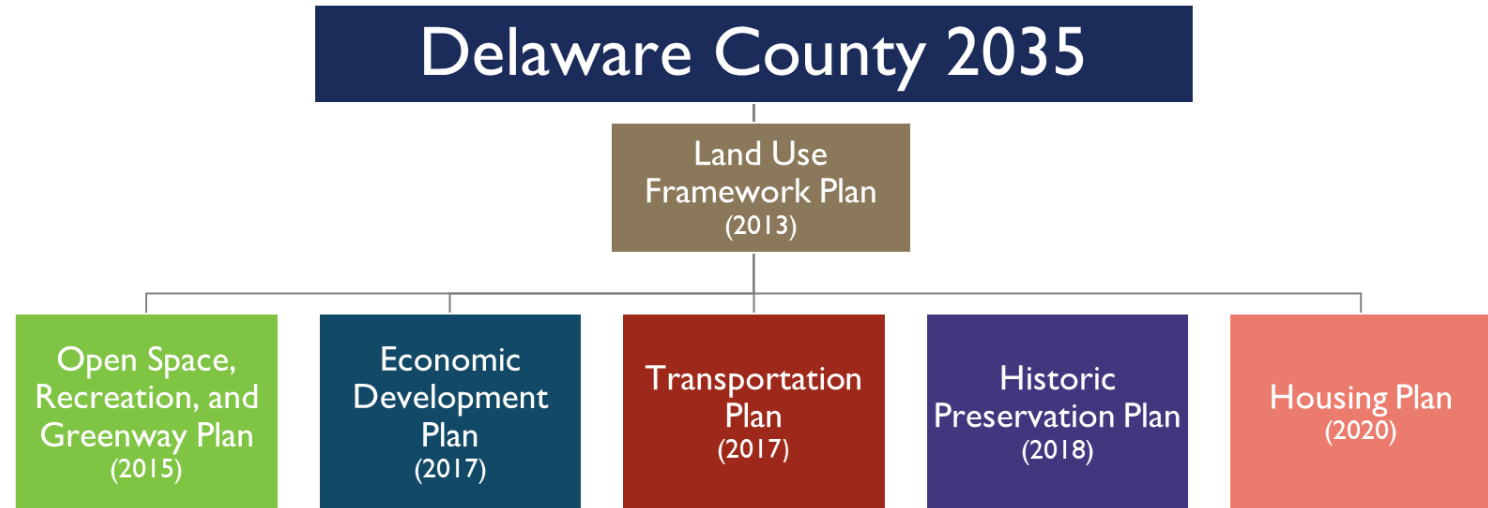 Delaware County 2035
Land Use
Framework Plan
(2013)
Open Space,
Recreation, and
Greenway Plan
(2015)
Economic
Development
Plan
(2017)
Transportation
Plan
(2017)
Historic
Preservation Plan
(2018)
Housing Plan
(2020)